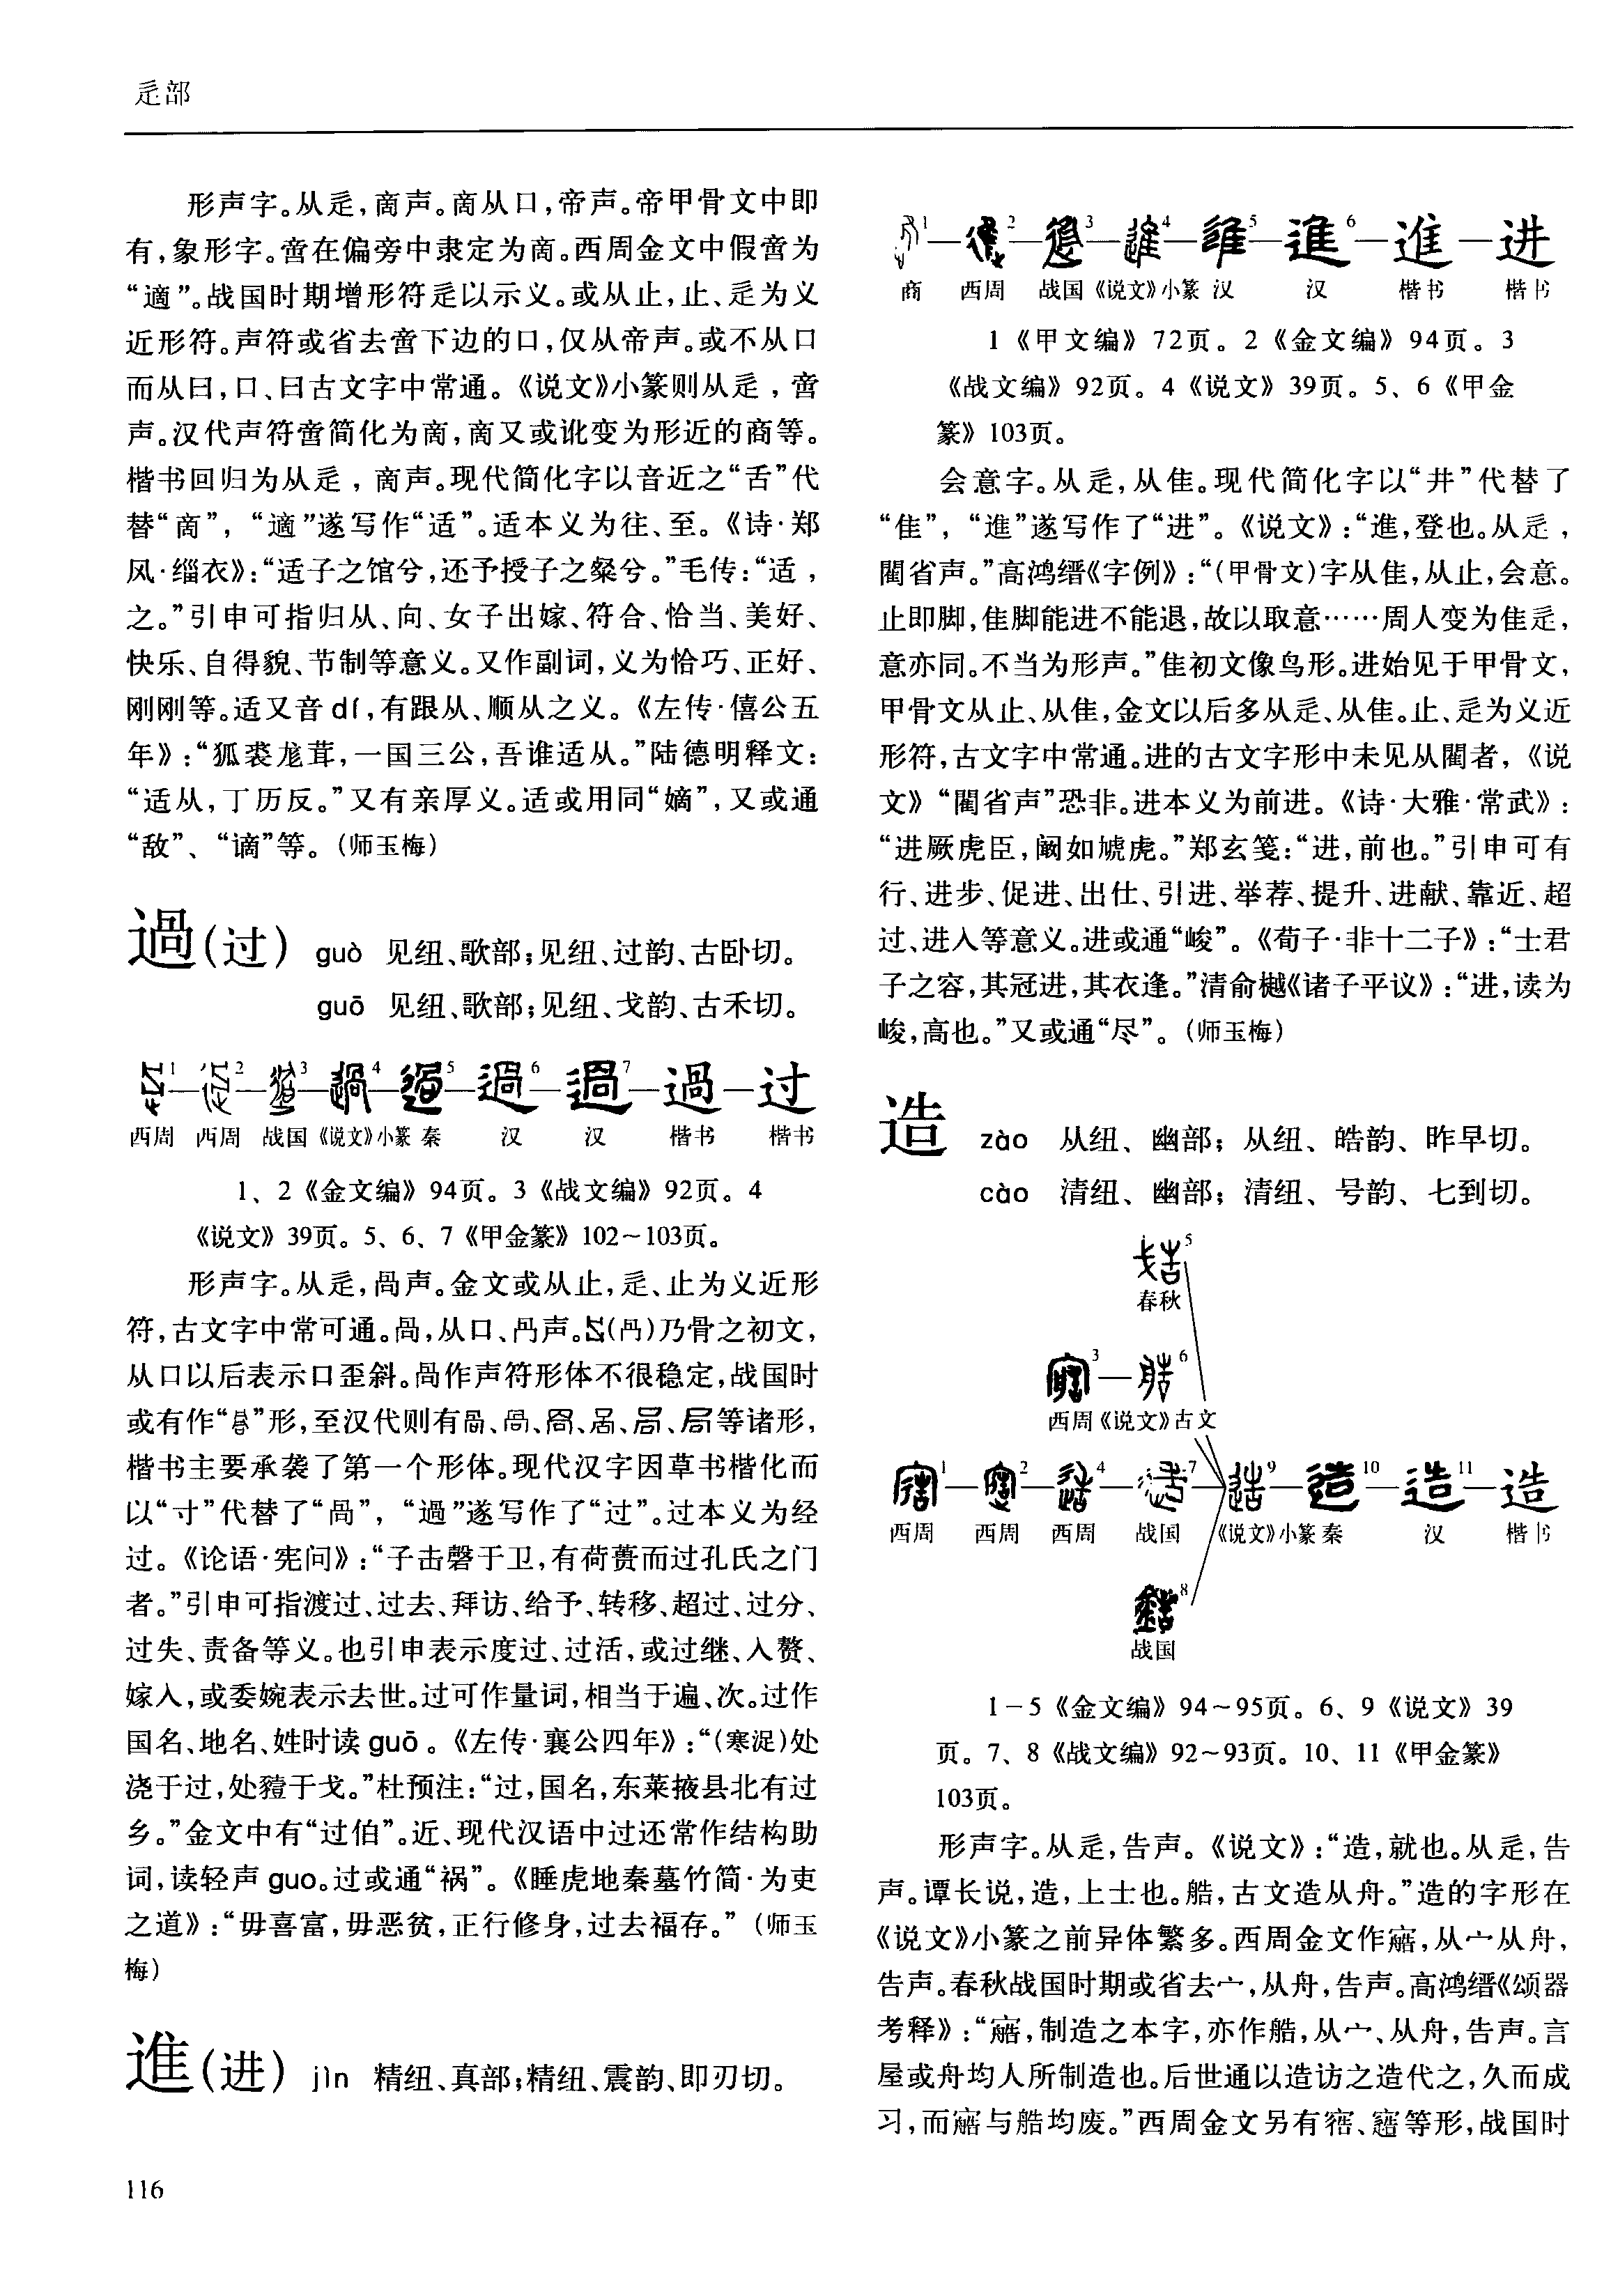 辵部
形声字。从辵，啇声。啇从口，帝声。帝甲骨文中即
有，象形字。啻在偏旁中隶定为啇。西周金文中假啻为
“適”。战国时期增形符辵以示义。或从止，止、辵为义
近形符。声符或省去啻下边的口，仅从帝声。或不从口
而从曰，口、曰古文字中常通。《说文》小篆则从辵，啻
声。汉代声符啻简化为啇，啇又或讹变为形近的商等。
楷书回归为从辵，啇声。现代简化字以音近之“舌”代
替“啇”，“適”遂写作“适”。适本义为往、至。《诗·郑
风·缁衣》：“适子之馆兮，还予授子之粲兮。”毛传：“适，
之。”引申可指归从、向、女子出嫁、符合、恰当、美好、
快乐、自得貌、节制等意义。又作副词，义为恰巧、正好、
刚刚等。适又音 dí，有跟从、顺从之义。《左传·僖公五
年》：“狐裘尨茸，一国三公，吾谁适从。”陆德明释文：
“适从，丁历反。”又有亲厚义。适或用同“嫡”，又或通
“敌”、“谪”等。（师玉梅）
過(过) guò 见纽、歌部；见纽、过韵、古卧切。
guō 见纽、歌部；见纽、戈韵、古禾切。
1—2—3—4—5—過6—過7—過—过
西周 西周 战国《说文》小篆 秦 汉 汉 楷书 楷书
1、2《金文编》94页。3《战文编》92页。4
《说文》39页。5、6、7《甲金篆》102～103页。
形声字。从辵，咼声。金文或从止，辵、止为义近形
符，古文字中常可通。咼，从口、冎声。(冎)乃骨之初文，
从口以后表示口歪斜。咼作声符形体不很稳定，战国时
或有作“”形，至汉代则有等诸形，
楷书主要承袭了第一个形体。现代汉字因草书楷化而
以“寸”代替了“咼”，“過”遂写作了“过”。过本义为经
过。《论语·宪问》：“子击磬于卫，有荷蒉而过孔氏之门
者。”引申可指渡过、过去、拜访、给予、转移、超过、过分、
过失、责备等义。也引申表示度过、过活，或过继、入赘、
嫁入，或委婉表示去世。过可作量词，相当于遍、次。过作
国名、地名、姓时读 guō。《左传·襄公四年》：“(寒浞)处
浇于过，处豷于戈。”杜预注：“过，国名，东莱掖县北有过
乡。”金文中有“过伯”。近、现代汉语中过还常作结构助
词，读轻声 guo。过或通“祸”。《睡虎地秦墓竹简·为吏
之道》：“毋喜富，毋恶贫，正行修身，过去福存。”（师玉
梅）
進(进) jìn 精纽、真部；精纽、震韵、即刃切。
1—2—3—4—5—進6—進—进
商 西周 战国《说文》小篆 汉 汉 楷书 楷书
1《甲文编》72页。2《金文编》94页。3
《战文编》92页。4《说文》39页。5、6《甲金
篆》103页。
会意字。从辵，从隹。现代简化字以“井”代替了
“隹”，“進”遂写作了“进”。《说文》：“進，登也。从辵，
閵省声。”高鸿缙《字例》：“(甲骨文)字从隹，从止，会意。
止即脚，隹脚能进不能退，故以取意……周人变为隹辵，
意亦同。不当为形声。”隹初文像鸟形。进始见于甲骨文，
甲骨文从止、从隹，金文以后多从辵、从隹。止、辵为义近
形符，古文字中常通。进的古文字形中未见从閵者，《说
文》“閵省声”恐非。进本义为前进。《诗·大雅·常武》：
“进厥虎臣，阚如虓虎。”郑玄笺：“进，前也。”引申可有
行、进步、促进、出仕、引进、举荐、提升、进献、靠近、超
过、进入等意义。进或通“峻”。《荀子·非十二子》：“士君
子之容，其冠进，其衣逢。”清俞樾《诸子平议》：“进，读为
峻，高也。”又或通“尽”。（师玉梅）
造 zào 从纽、幽部；从纽、皓韵、昨早切。
cào 清纽、幽部；清纽、号韵、七到切。
5
春秋
3—6
西周《说文》古文
1—2—4—7—9—造10—造11—造
西周 西周 西周 战国《说文》小篆 秦 汉 楷书
8
战国
1－5《金文编》94～95页。6、9《说文》39
页。7、8《战文编》92～93页。10、11《甲金篆》
103页。
形声字。从辵，告声。《说文》：“造，就也。从辵，告
声。谭长说，造，上士也。艁，古文造从舟。”造的字形在
《说文》小篆之前异体繁多。西周金文作，从宀从舟，
告声。春秋战国时期或省去宀，从舟，告声。高鸿缙《颂器
考释》：“，制造之本字，亦作艁，从宀、从舟，告声。言
屋或舟均人所制造也。后世通以造访之造代之，久而成
习，而与艁均废。”西周金文另有等形，战国时
116